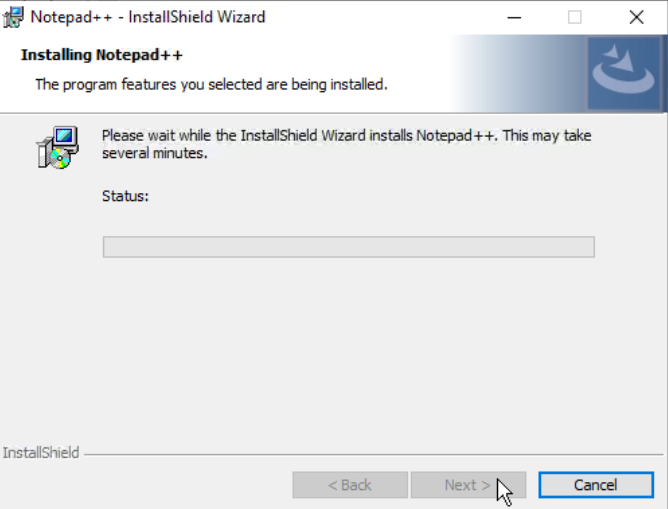 Notepad++ - InstallShield Wizard
Installing Notepad++
The program features you selected are being installed.
Please wait while the InstallShield Wizard installs Notepad++. This may take
several minutes.
Status:
InstallShield
< Back
Next >
Cancel